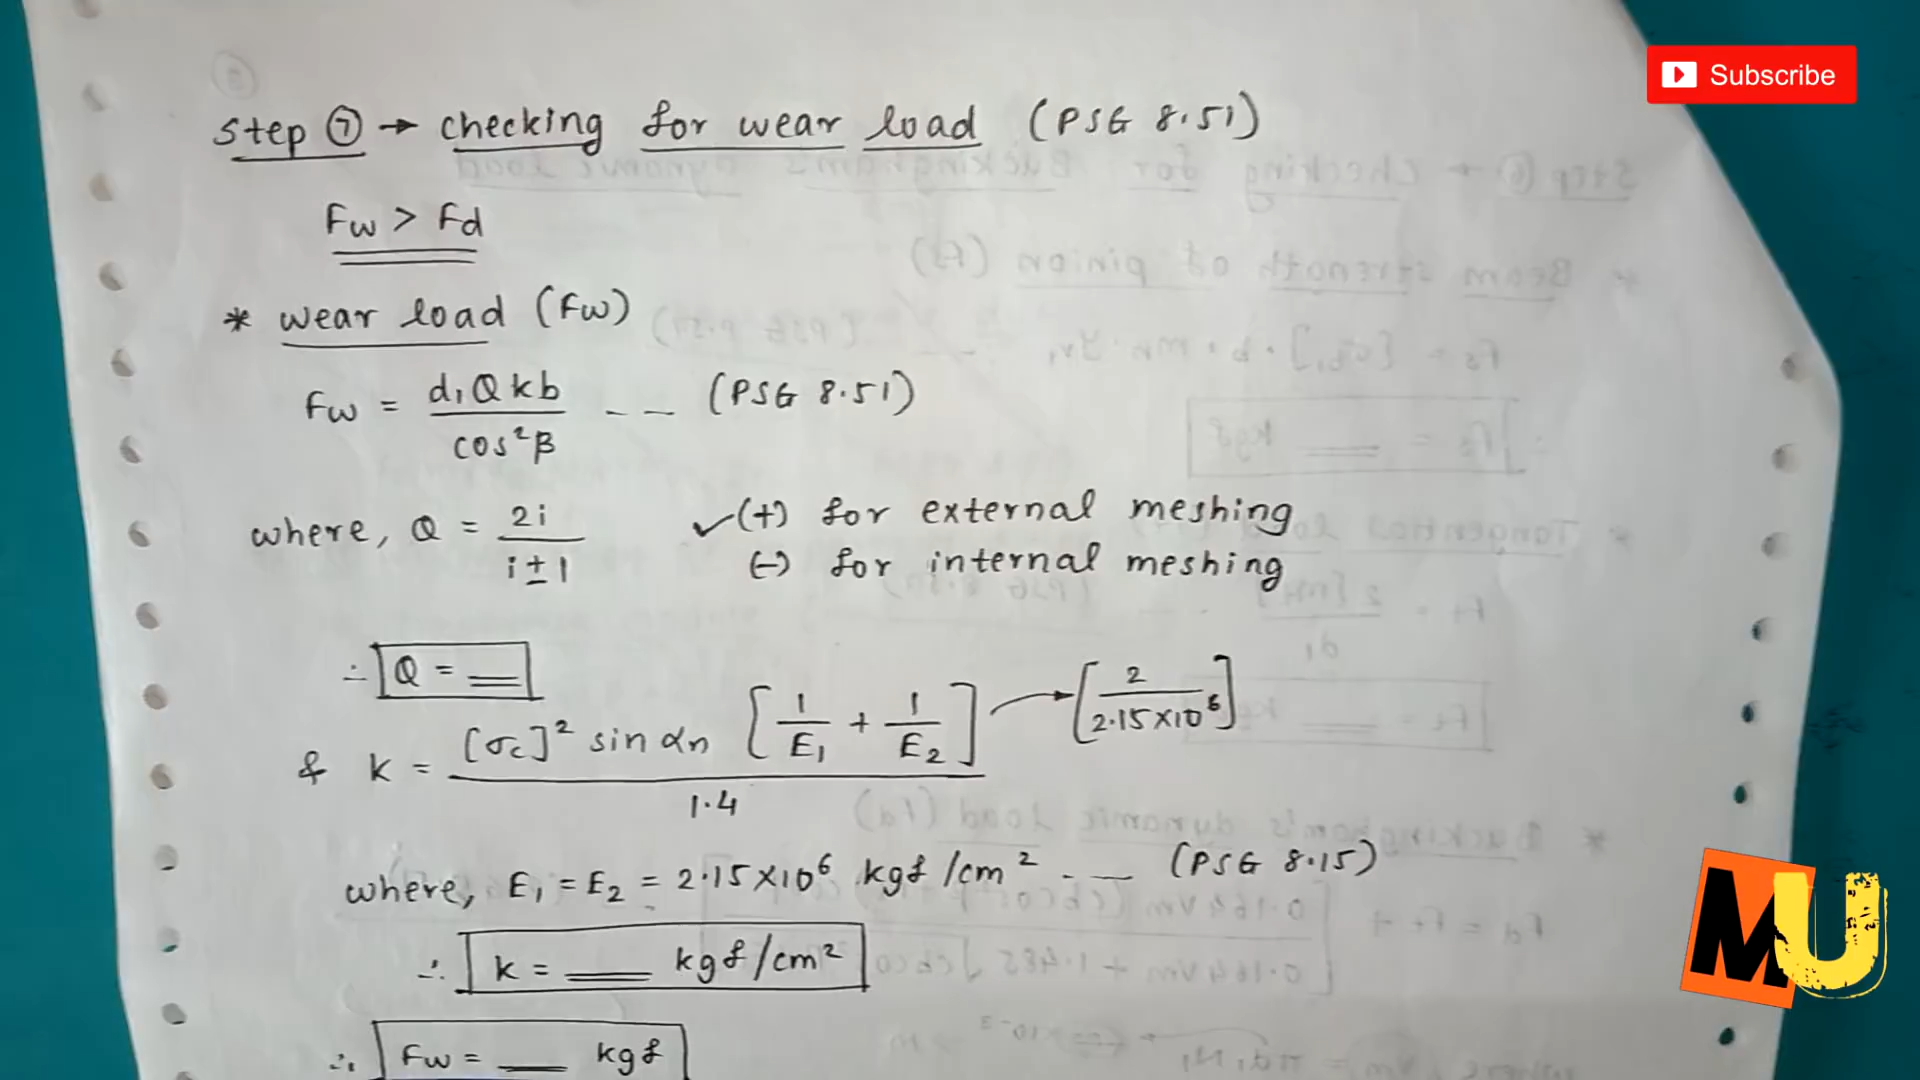 Subscribe
Step ⑦ → checking for wear load (PSG 8.51)
Fw > Fd
* wear load (Fw)
Fw = d₁Qkb / cos²β -- (PSG 8.51)
where, Q = 2i / i±1 ✓(+) for external meshing
(-) for internal meshing
∴ Q = __
& k = [σc]² sin αn [1/E₁ + 1/E₂] / 1.4 → [2 / 2.15×10⁶]
where, E₁ = E₂ = 2.15×10⁶ kgf/cm² -- (PSG 8.15)
∴ k = __ kgf/cm²
∴ Fw = __ kgf
MU